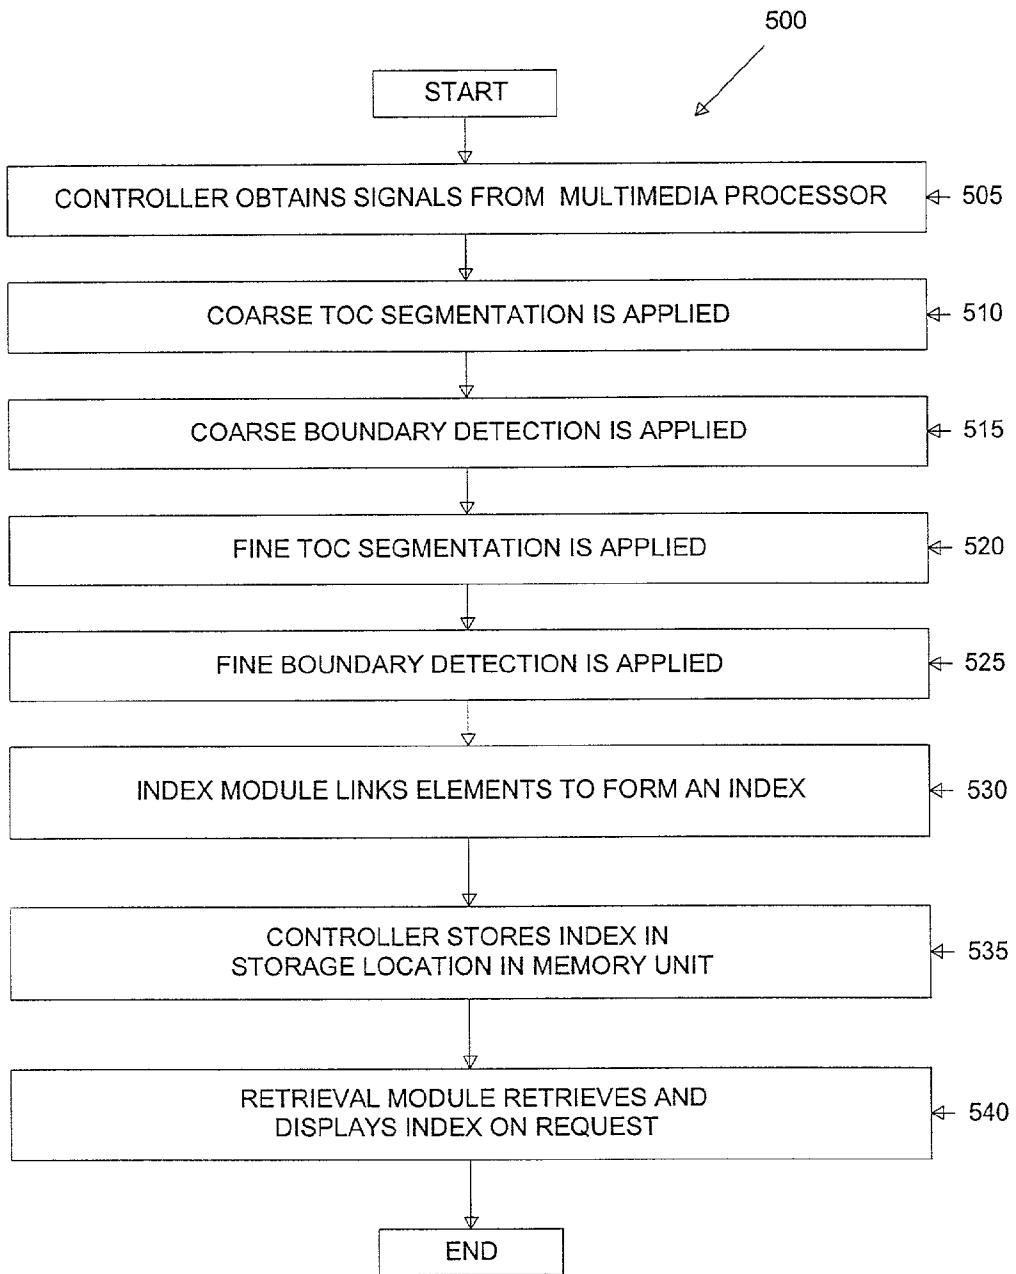 500
START
CONTROLLER OBTAINS SIGNALS FROM MULTIMEDIA PROCESSOR
505
COARSE TOC SEGMENTATION IS APPLIED
510
COARSE BOUNDARY DETECTION IS APPLIED
515
FINE TOC SEGMENTATION IS APPLIED
520
FINE BOUNDARY DETECTION IS APPLIED
525
INDEX MODULE LINKS ELEMENTS TO FORM AN INDEX
530
CONTROLLER STORES INDEX IN
STORAGE LOCATION IN MEMORY UNIT
535
RETRIEVAL MODULE RETRIEVES AND
DISPLAYS INDEX ON REQUEST
540
END